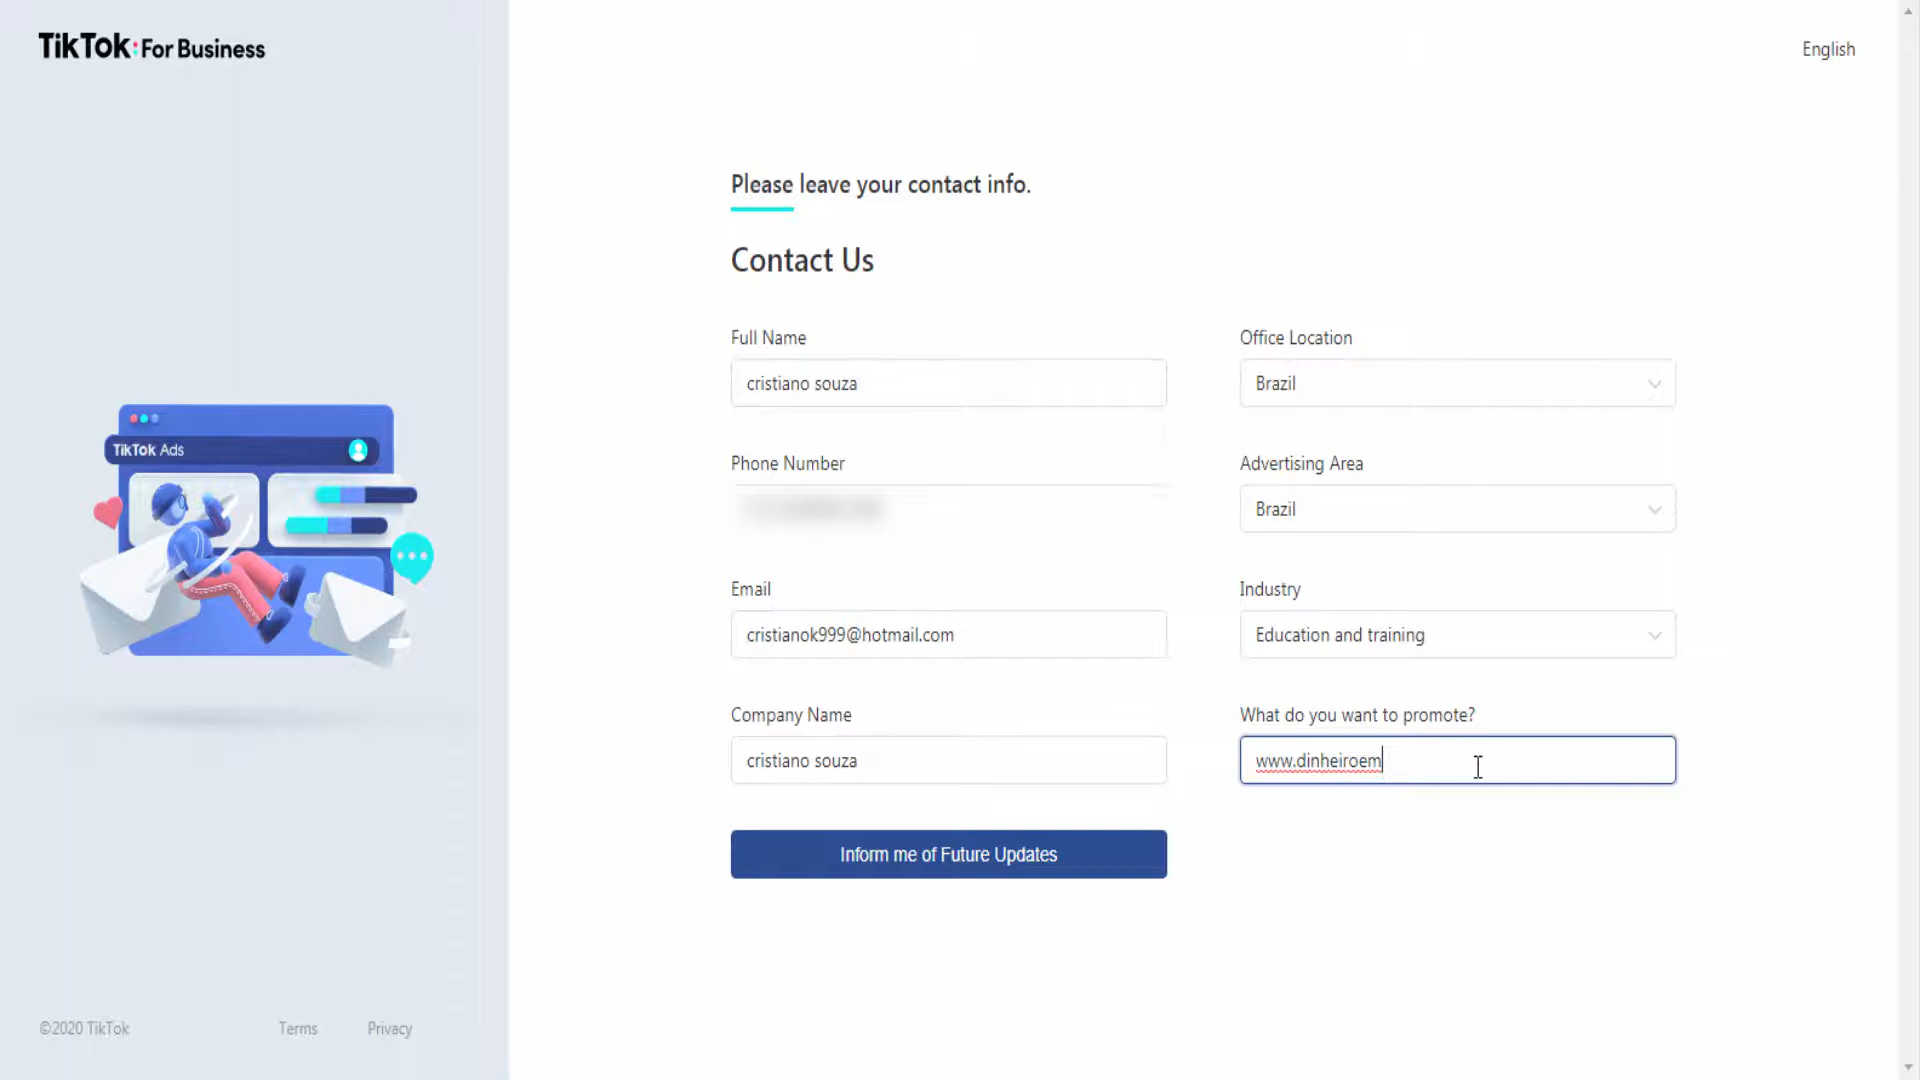 TikTok: For Business
English
Please leave your contact info.
Contact Us
Full Name
Office Location
cristiano souza
Brazil
Phone Number
Advertising Area
Brazil
Email
Industry
cristianok999@hotmail.com
Education and training
Company Name
What do you want to promote?
cristiano souza
www.dinheiroem
Inform me of Future Updates
TikTok Ads
©2020 TikTok
Terms
Privacy